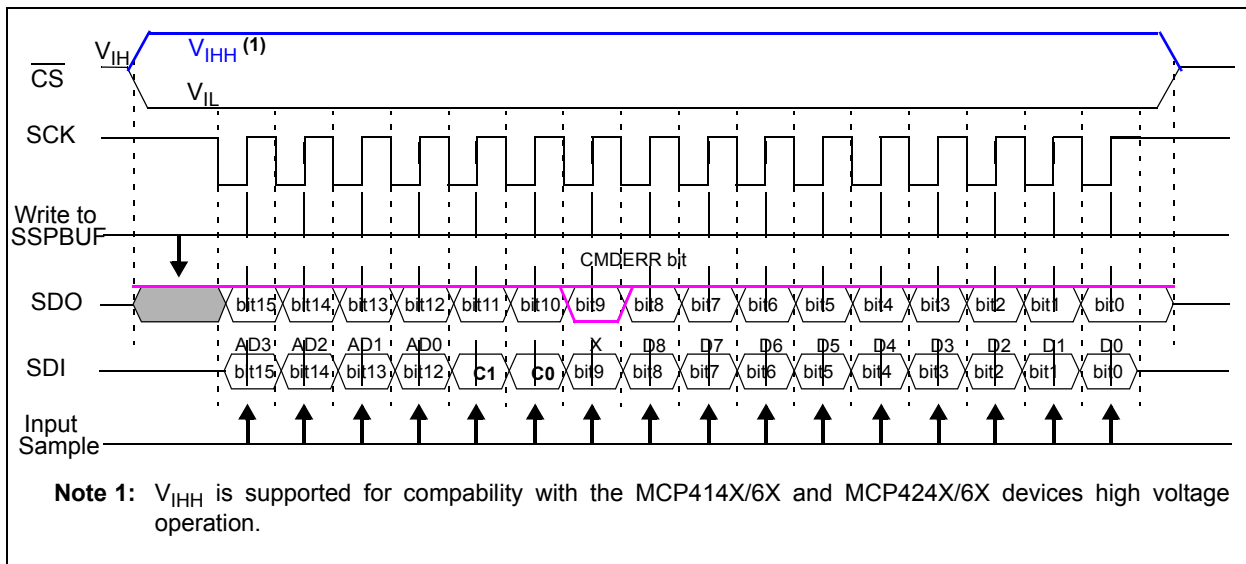 VIH
VIHH (1)
CS
VIL
SCK
Write to
SSPBUF
CMDERR bit
SDO
bit15 bit14 bit13 bit12 bit11 bit10 bit9 bit8 bit7 bit6 bit5 bit4 bit3 bit2 bit1 bit0
AD3 AD2 AD1 AD0 X D8 D7 D6 D5 D4 D3 D2 D1 D0
SDI
bit15 bit14 bit13 bit12 C1 C0 bit9 bit8 bit7 bit6 bit5 bit4 bit3 bit2 bit1 bit0
Input
Sample
Note 1: VIHH is supported for compability with the MCP414X/6X and MCP424X/6X devices high voltage
operation.